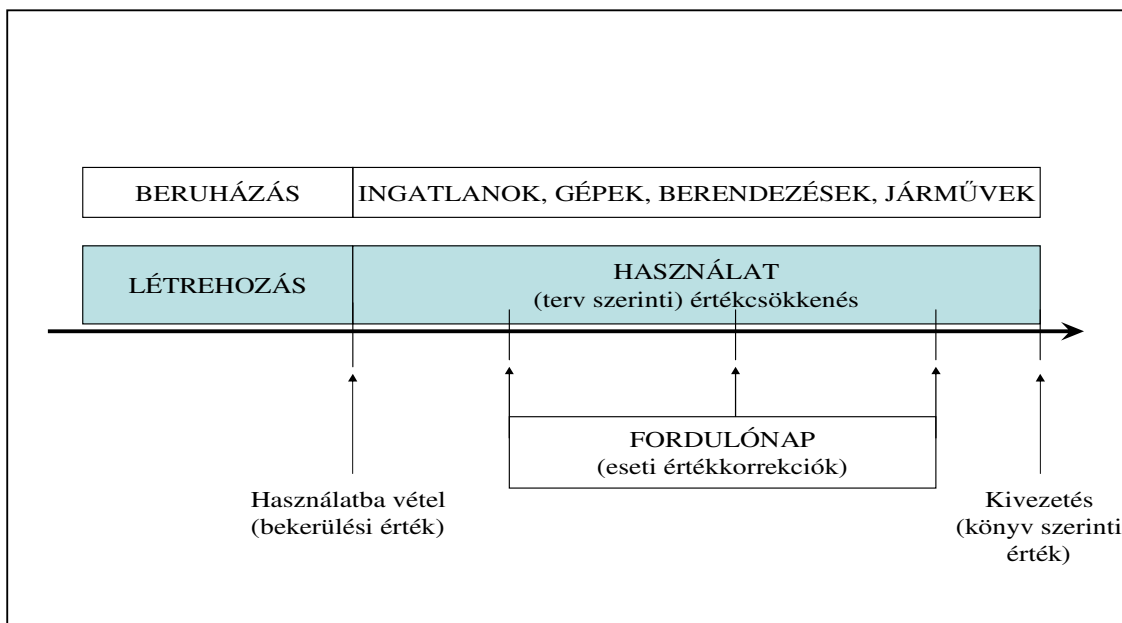 BERUHÁZÁS
INGATLANOK, GÉPEK, BERENDEZÉSEK, JÁRMŰVEK
LÉTREHOZÁS
HASZNÁLAT
(terv szerinti) értékcsökkenés
FORDULÓNAP
(eseti értékkorrekciók)
Használatba vétel
(bekerülési érték)
Kivezetés
(könyv szerinti
érték)